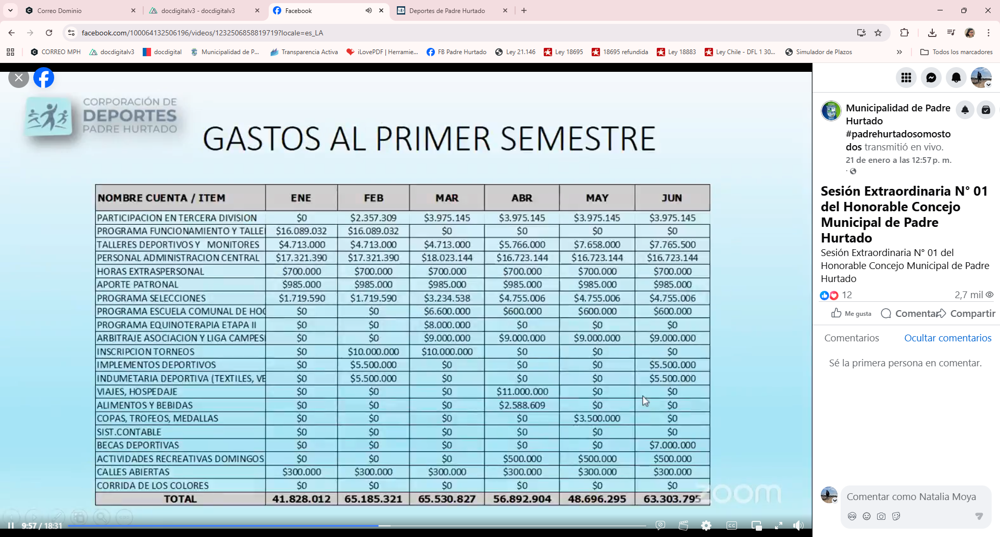 Correo Dominio
docdigitalv3 - docdigitalv3
Facebook
Deportes de Padre Hurtado
facebook.com/100064132506196/videos/1232506858819719?locale=es_LA
CORREO MPH
docdigitalv3
docdigital
Municipalidad de P...
Transparencia Activa
iLovePDF | Herramie...
FB Padre Hurtado
Ley 21.146
Ley 18695
18695 refundida
Ley 18883
Ley Chile - DFL 1 30...
Simulador de Plazos
Todos los marcadores
CORPORACIÓN DE
DEPORTES
PADRE HURTADO
GASTOS AL PRIMER SEMESTRE
NOMBRE CUENTA / ITEM ENE FEB MAR ABR MAY JUN
PARTICIPACION EN TERCERA DIVISION $0 $2.357.309 $3.975.145 $3.975.145 $3.975.145 $3.975.145
PROGRAMA FUNCIONAMIENTO Y TALLE $16.089.032 $16.089.032 $0 $0 $0 $0
TALLERES DEPORTIVOS Y MONITORES $4.713.000 $4.713.000 $4.713.000 $5.766.000 $7.658.000 $7.765.500
PERSONAL ADMINISTRACION CENTRAL $17.321.390 $17.321.390 $18.023.144 $16.723.144 $16.723.144 $16.723.144
HORAS EXTRASPERSONAL $700.000 $700.000 $700.000 $700.000 $700.000 $700.000
APORTE PATRONAL $985.000 $985.000 $985.000 $985.000 $985.000 $985.000
PROGRAMA SELECCIONES $1.719.590 $1.719.590 $3.234.538 $4.755.006 $4.755.006 $4.755.006
PROGRAMA ESCUELA COMUNAL DE HOC $0 $0 $6.600.000 $600.000 $600.000 $600.000
PROGRAMA EQUINOTERAPIA ETAPA II $0 $0 $8.000.000 $0 $0 $0
ARBITRAJE ASOCIACION Y LIGA CAMPESI $0 $0 $9.000.000 $9.000.000 $9.000.000 $9.000.000
INSCRIPCION TORNEOS $0 $10.000.000 $10.000.000 $0 $0 $0
IMPLEMENTOS DEPORTIVOS $0 $5.500.000 $0 $0 $0 $5.500.000
INDUMETARIA DEPORTIVA (TEXTILES, VE $0 $5.500.000 $0 $0 $0 $5.500.000
VIAJES, HOSPEDAJE $0 $0 $0 $11.000.000 $0 $0
ALIMENTOS Y BEBIDAS $0 $0 $0 $2.588.609 $0 $0
COPAS, TROFEOS, MEDALLAS $0 $0 $0 $0 $3.500.000 $0
SIST.CONTABLE $0 $0 $0 $0 $0 $0
BECAS DEPORTIVAS $0 $0 $0 $0 $0 $7.000.000
ACTIVIDADES RECREATIVAS DOMINGOS $0 $0 $0 $500.000 $500.000 $500.000
CALLES ABIERTAS $300.000 $300.000 $300.000 $300.000 $300.000 $300.000
CORRIDA DE LOS COLORES $0 $0 $0 $0 $0 $0
TOTAL 41.828.012 65.185.321 65.530.827 56.892.904 48.696.295 63.303.795
zoom
9:57 / 18:31
CC
Municipalidad de Padre
Hurtado
#padrehurtadosomosto
dos transmitió en vivo.
21 de enero a las 12:57 p. m.
·
Sesión Extraordinaria N° 01
del Honorable Concejo
Municipal de Padre
Hurtado
Sesión Extraordinaria N° 01 del
Honorable Concejo Municipal de Padre
Hurtado
12 2,7 mil
Me gusta Comentar Compartir
Comentarios Ocultar comentarios
Sé la primera persona en comentar.
Comentar como Natalia Moya